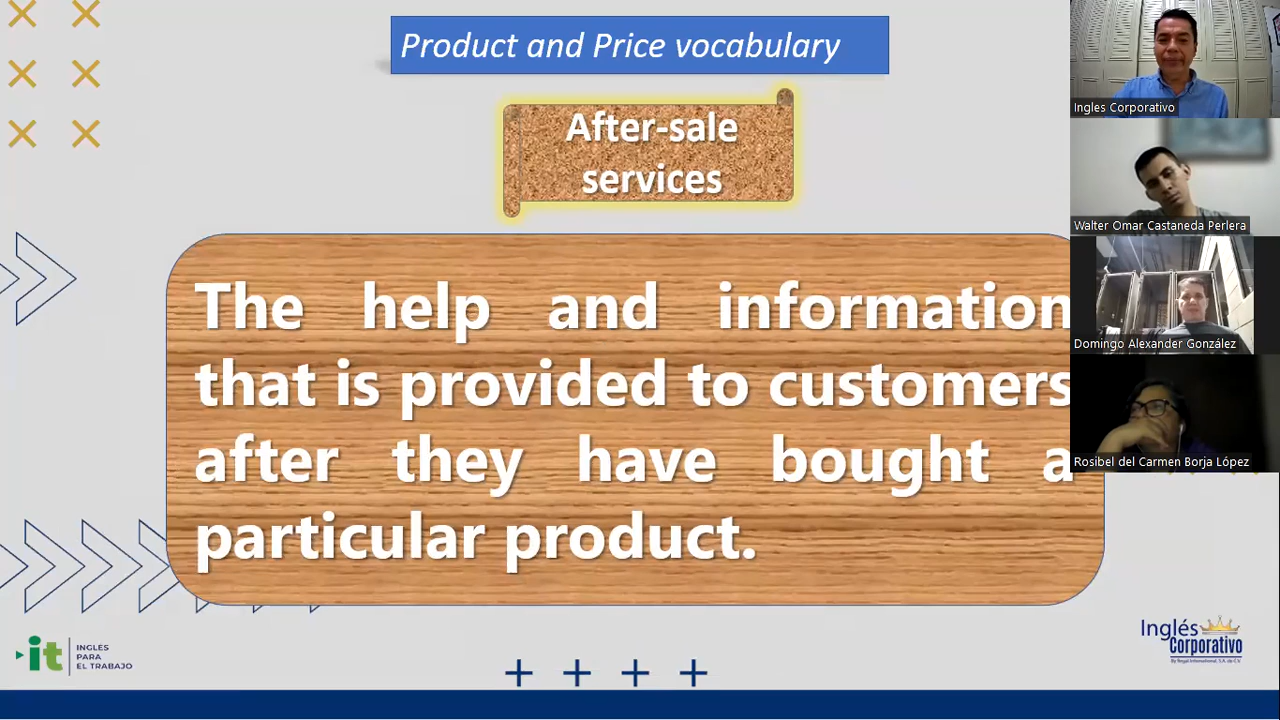 Product and Price vocabulary
After-sale
services
The help and information
that is provided to customers
after they have bought a
particular product.
Ingles Corporativo
Walter Omar Castaneda Perlera
Domingo Alexander González
Rosibel del Carmen Borja López
it
INGLÉS
PARA
EL TRABAJO
Inglés
Corporativo